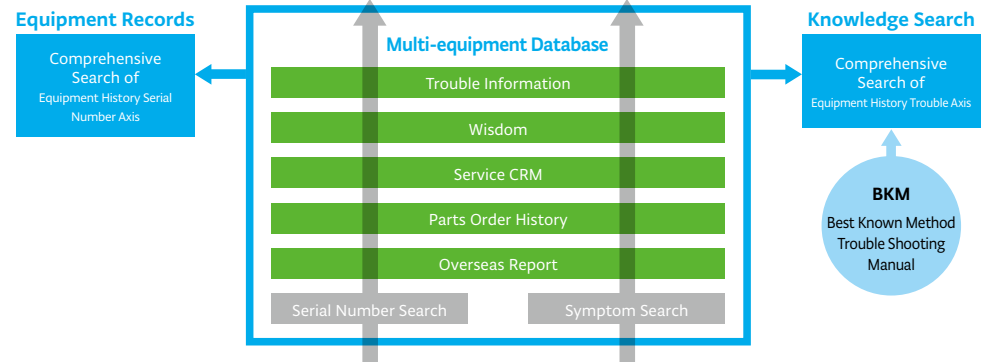 Equipment Records
Comprehensive
Search of
Equipment History Serial
Number Axis
Multi-equipment Database
Trouble Information
Wisdom
Service CRM
Parts Order History
Overseas Report
Serial Number Search
Symptom Search
Knowledge Search
Comprehensive
Search of
Equipment History Trouble Axis
BKM
Best Known Method
Trouble Shooting
Manual